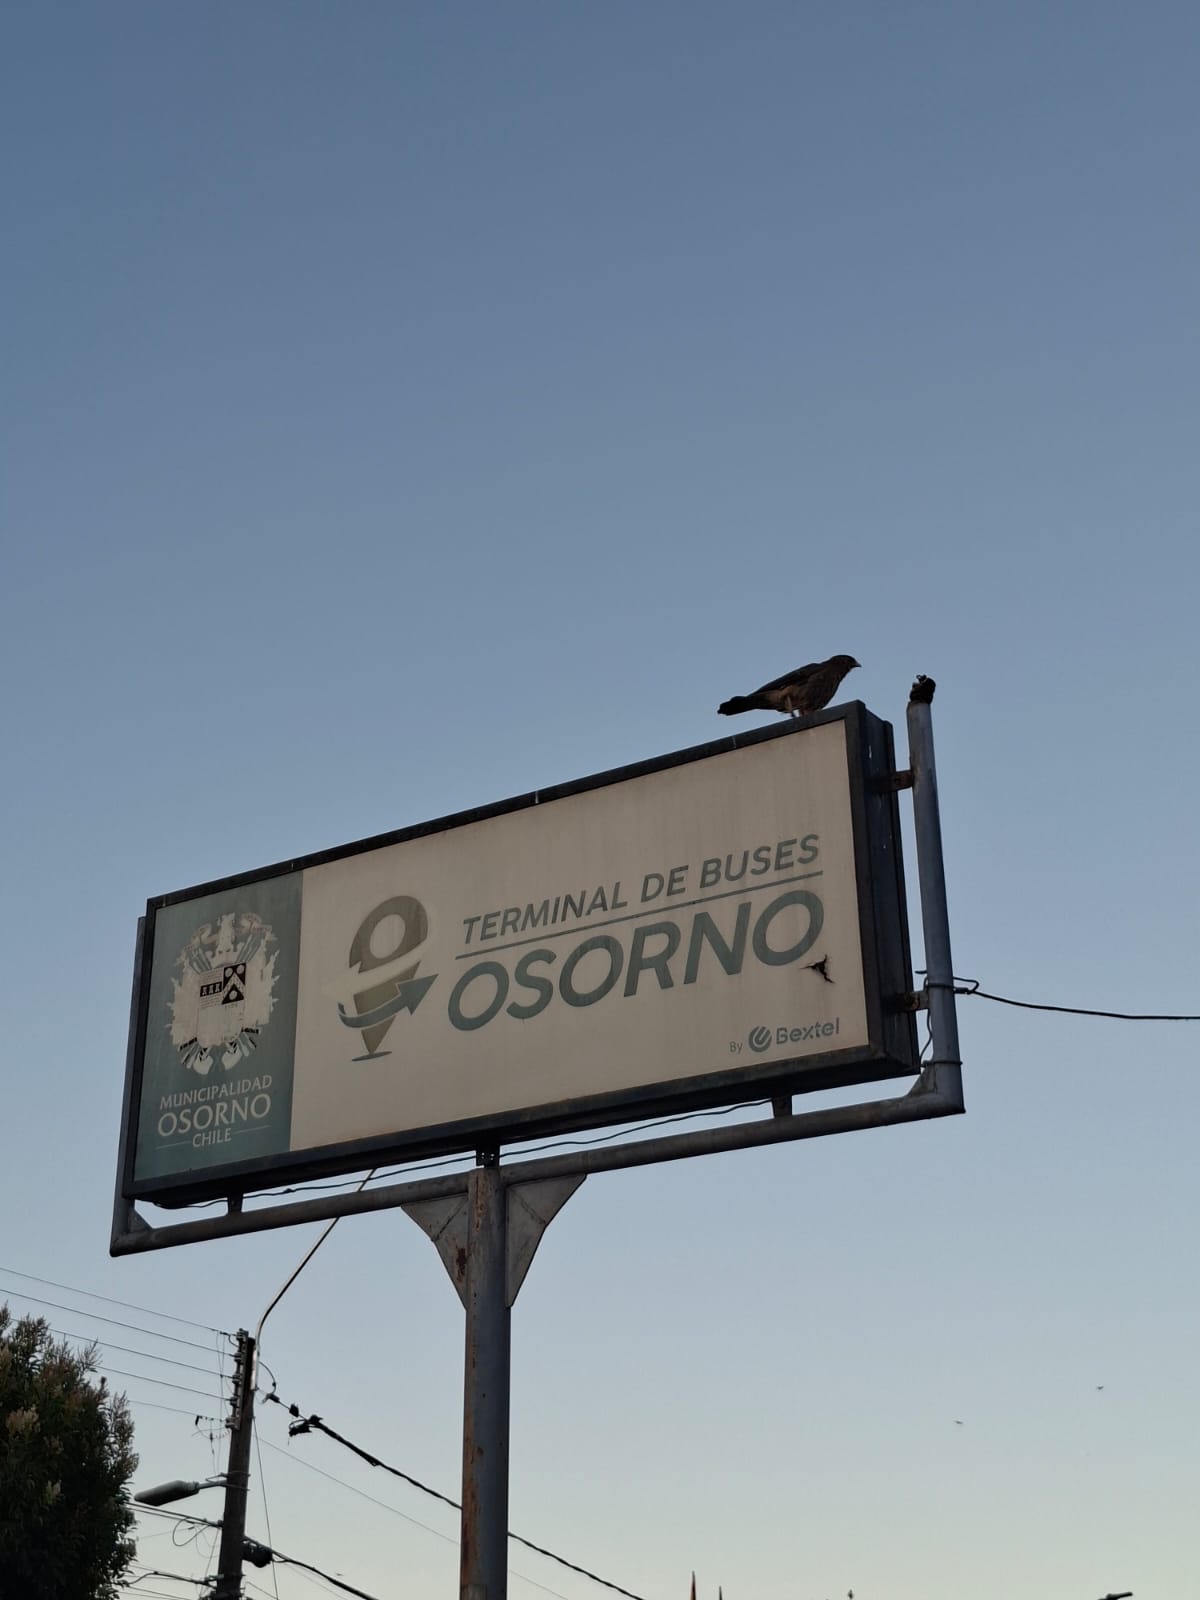 MUNICIPALIDAD
OSORNO
CHILE
TERMINAL DE BUSES
OSORNO
By Bextel